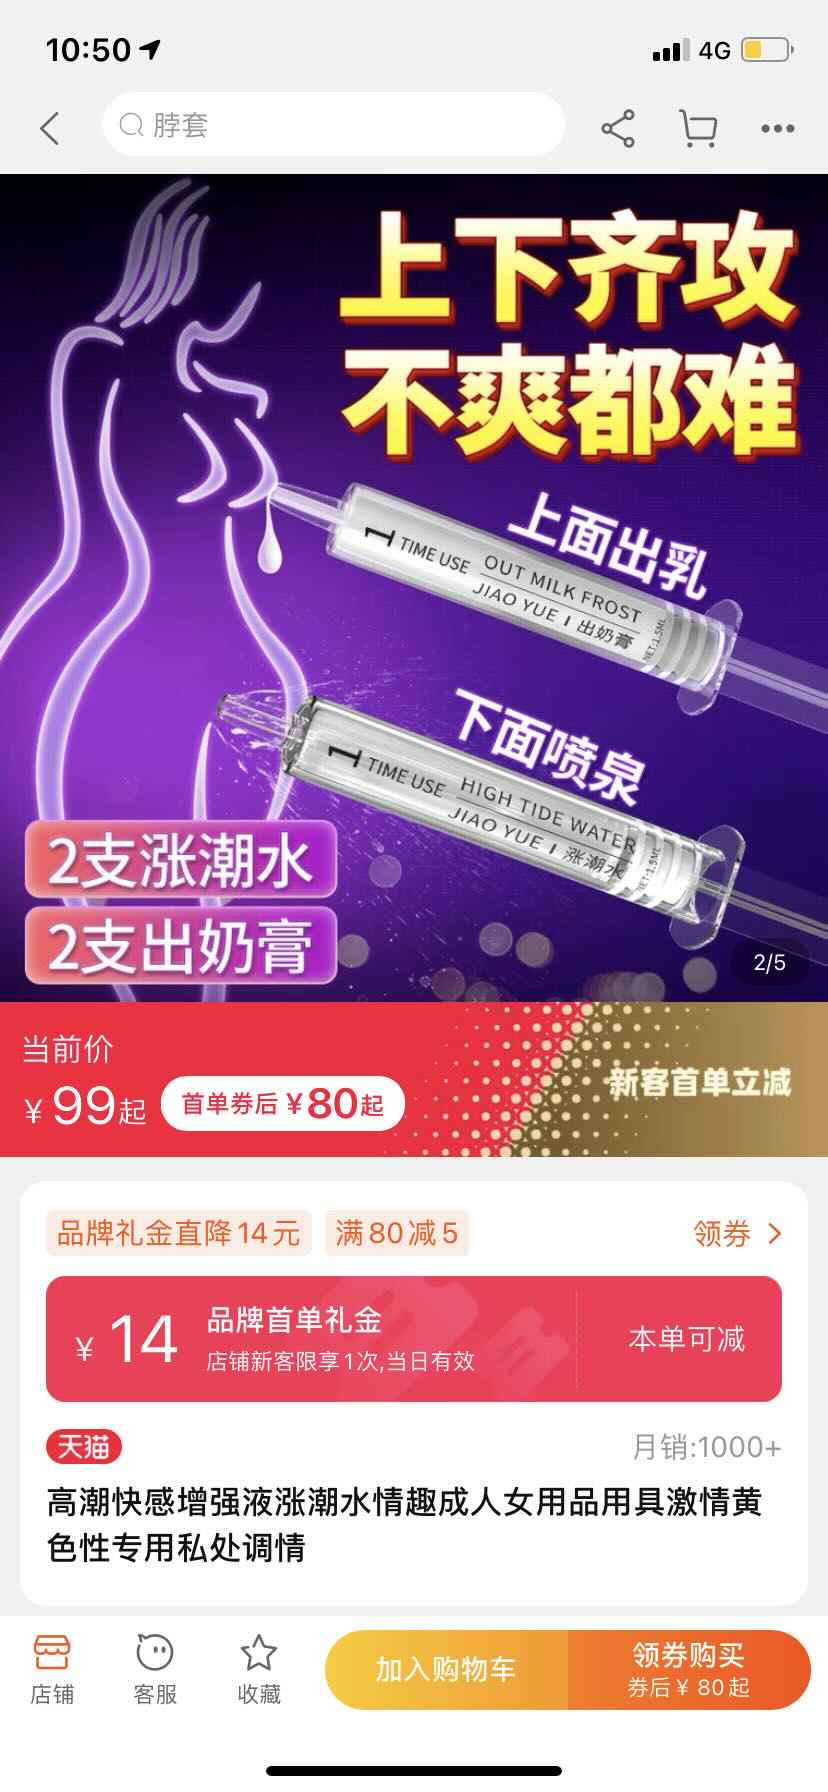 10:50
4G
脖套
上下齐攻
不爽都难
上面出乳
1 TIME USE OUT MILK FROST
JIAO YUE I 出奶膏
NET:1.5ML
下面喷泉
1 TIME USE HIGH TIDE WATER
JIAO YUE I 涨潮水
NET:1.5ML
2支涨潮水
2支出奶膏
2/5
当前价
¥ 99起
首单券后 ¥80起
新客首单立减
品牌礼金直降14元
满80减5
领券
¥ 14
品牌首单礼金
店铺新客限享1次,当日有效
本单可减
天猫
月销:1000+
高潮快感增强液涨潮水情趣成人女用品用具激情黄
色性专用私处调情
店铺
客服
收藏
加入购物车
领券购买
券后 ¥ 80起